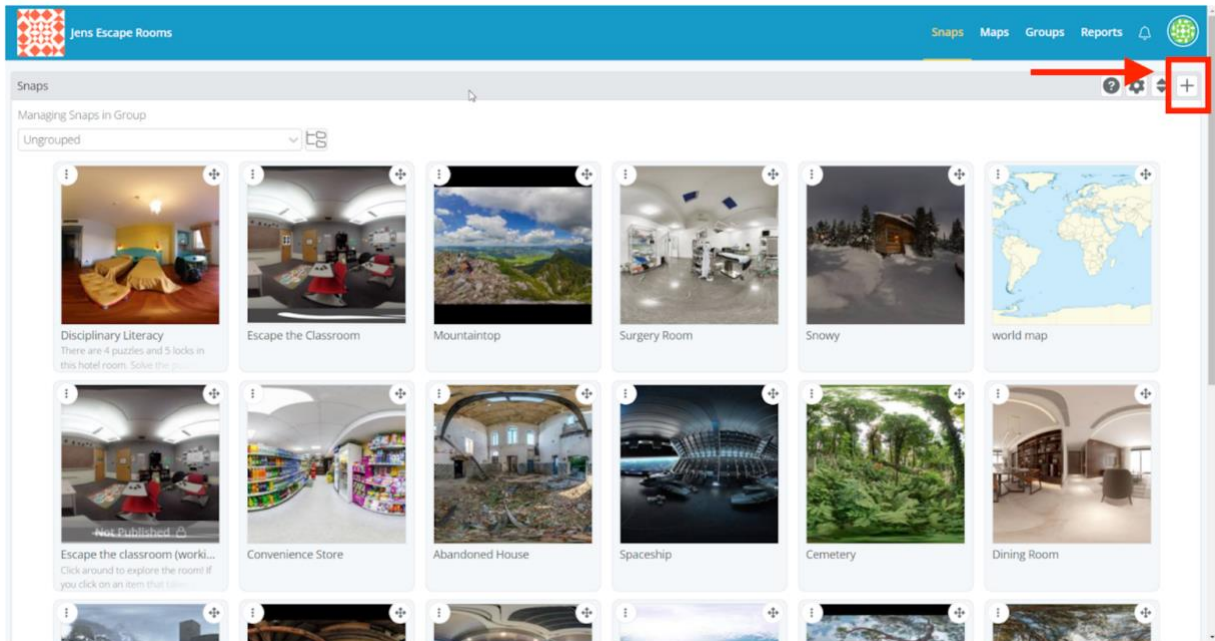 Jens Escape Rooms
Snaps Maps Groups Reports
Snaps
Managing Snaps in Group
Ungrouped
Disciplinary Literacy
There are 4 puzzles and 5 locks in
this hotel room. Solve the
Escape the Classroom
Mountaintop
Surgery Room
Snowy
world map
Not Published
Escape the classroom (worki...
Click around to explore the room! If
you click on an item that
Convenience Store
Abandoned House
Spaceship
Cemetery
Dining Room